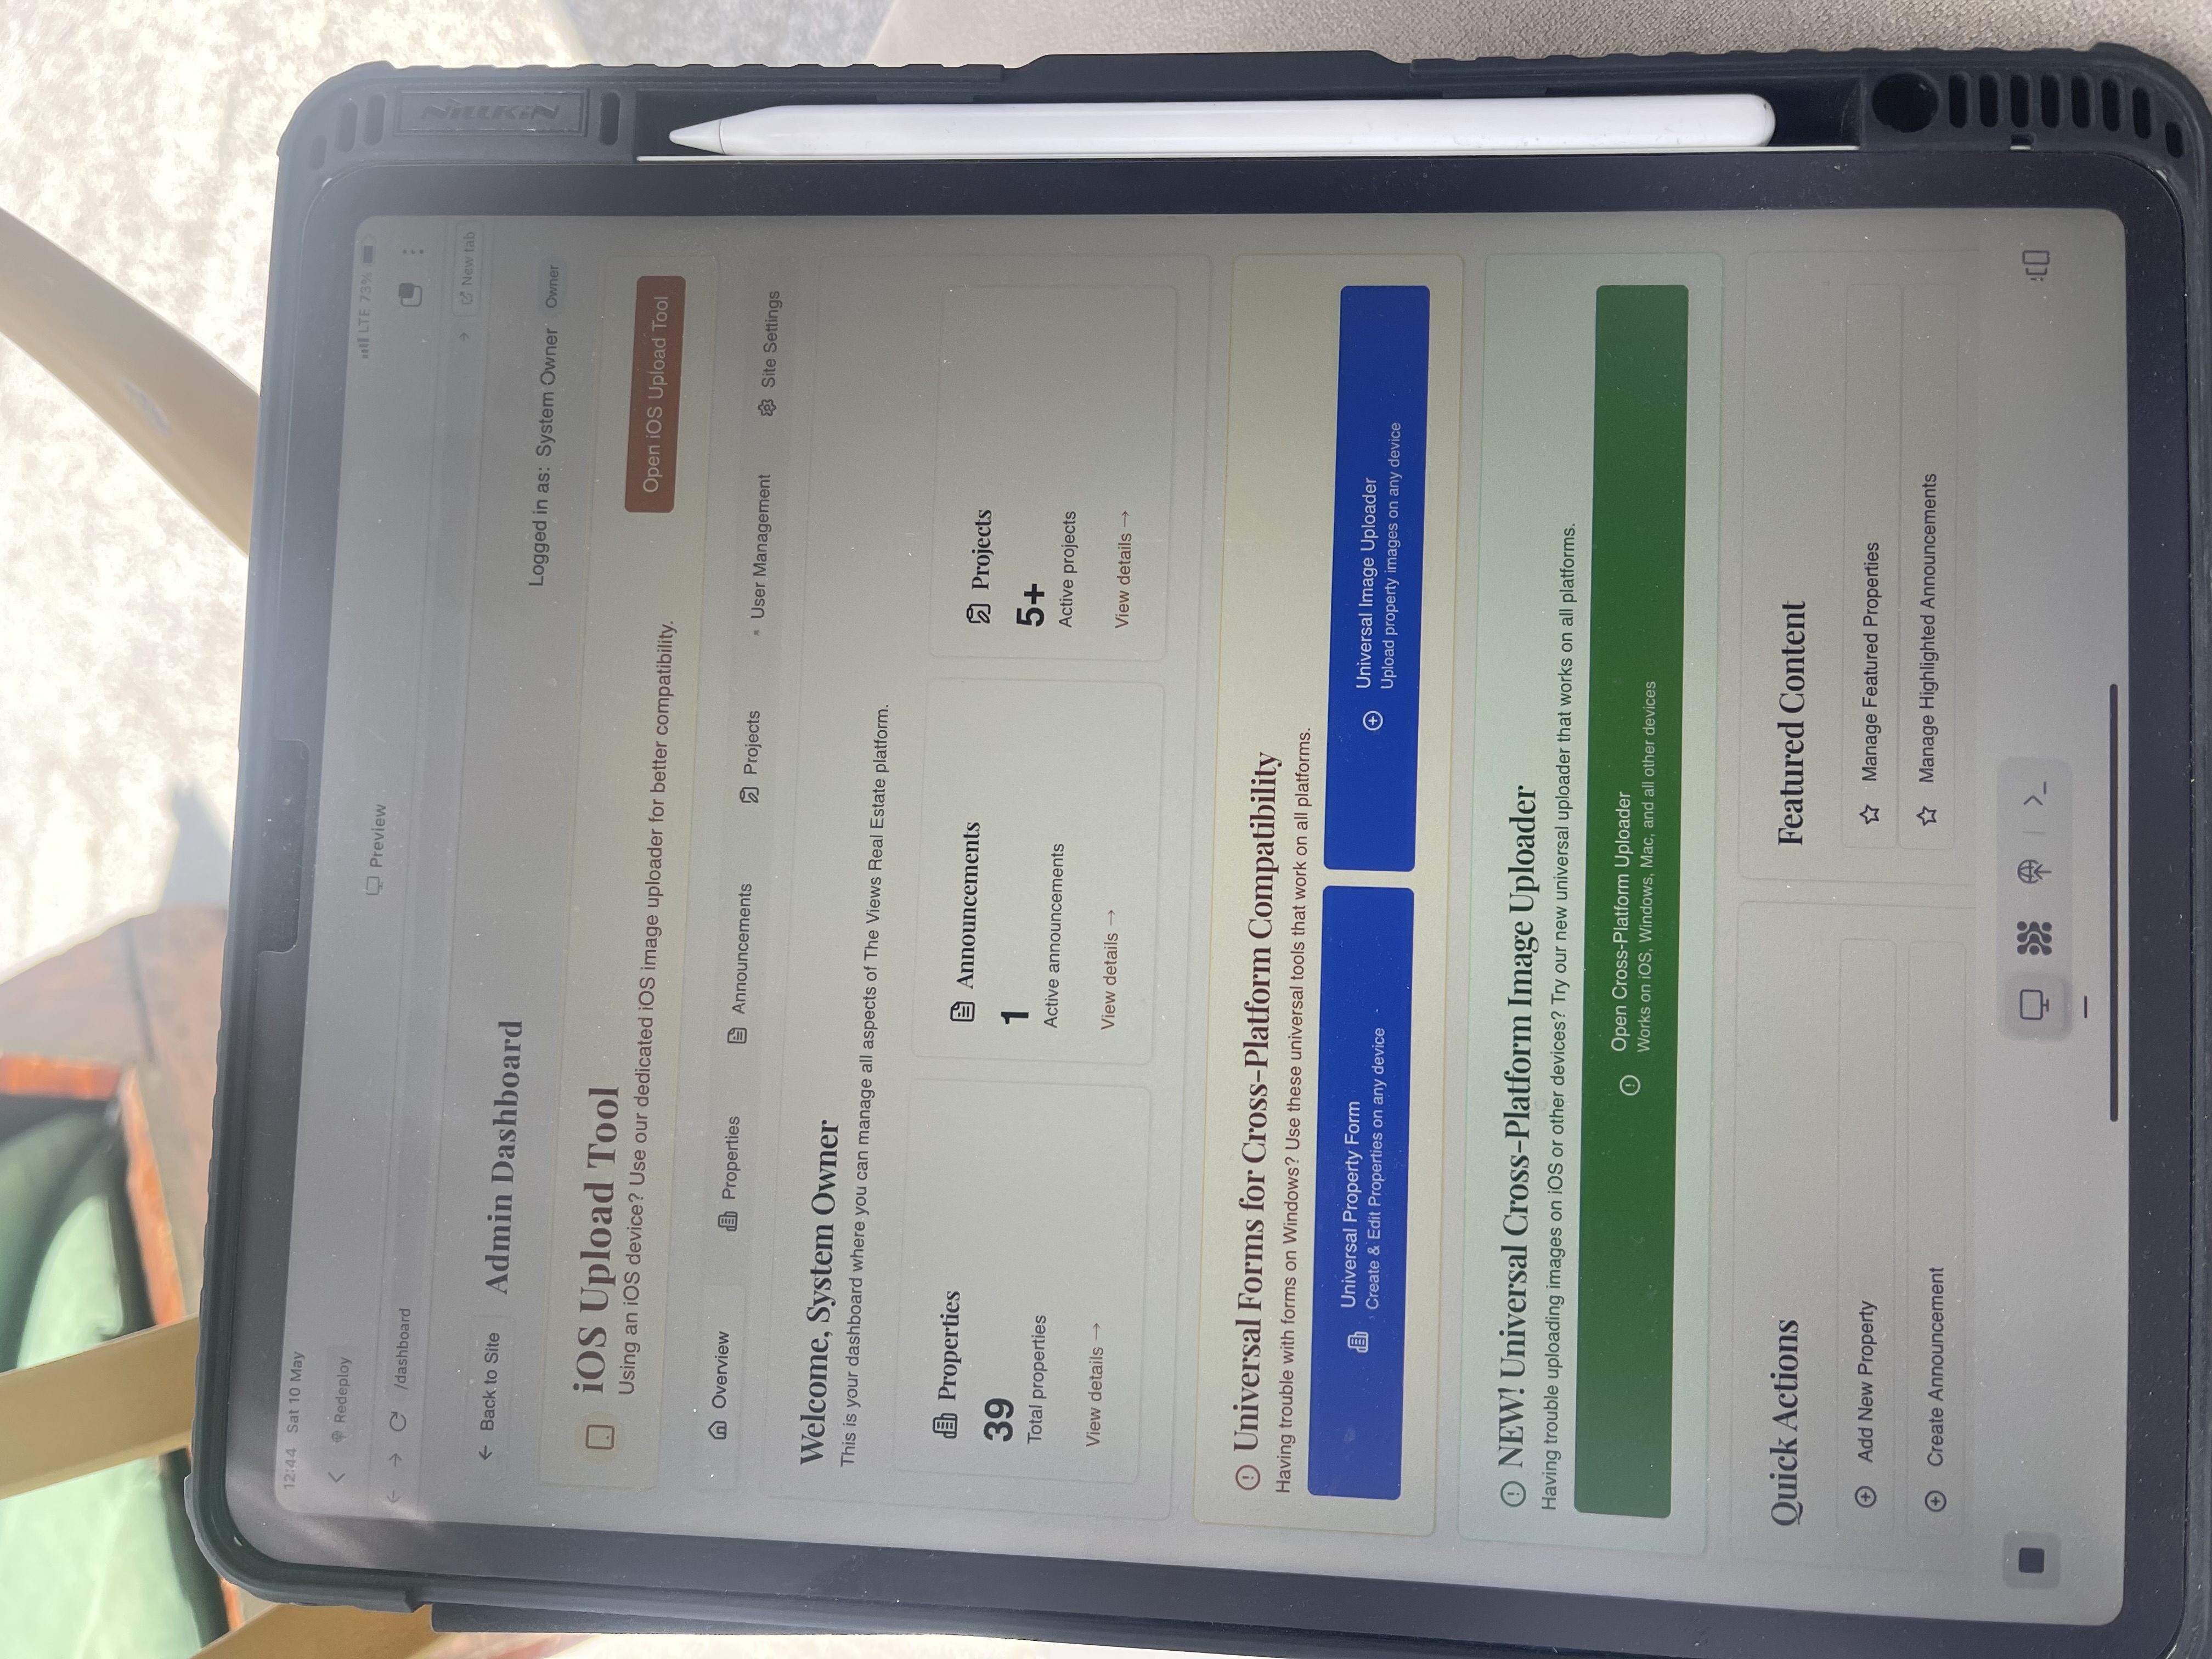 12:44 Sat 10 May
LTE 73%
Redeploy
Preview
/dashboard
New tab
Back to Site
Admin Dashboard
Logged in as: System Owner
Owner
iOS Upload Tool
Using an iOS device? Use our dedicated iOS image uploader for better compatibility.
Open iOS Upload Tool
Overview
Properties
Announcements
Projects
User Management
Site Settings
Welcome, System Owner
This is your dashboard where you can manage all aspects of The Views Real Estate platform.
Properties
39
Total properties
View details →
Announcements
1
Active announcements
View details →
Projects
5+
Active projects
View details →
Universal Forms for Cross-Platform Compatibility
Having trouble with forms on Windows? Use these universal tools that work on all platforms.
Universal Property Form
Create & Edit Properties on any device
Universal Image Uploader
Upload property images on any device
NEW! Universal Cross-Platform Image Uploader
Having trouble uploading images on iOS or other devices? Try our new universal uploader that works on all platforms.
Open Cross-Platform Uploader
Works on iOS, Windows, Mac, and all other devices
Quick Actions
Add New Property
Create Announcement
Featured Content
Manage Featured Properties
Manage Highlighted Announcements
NILLKIN